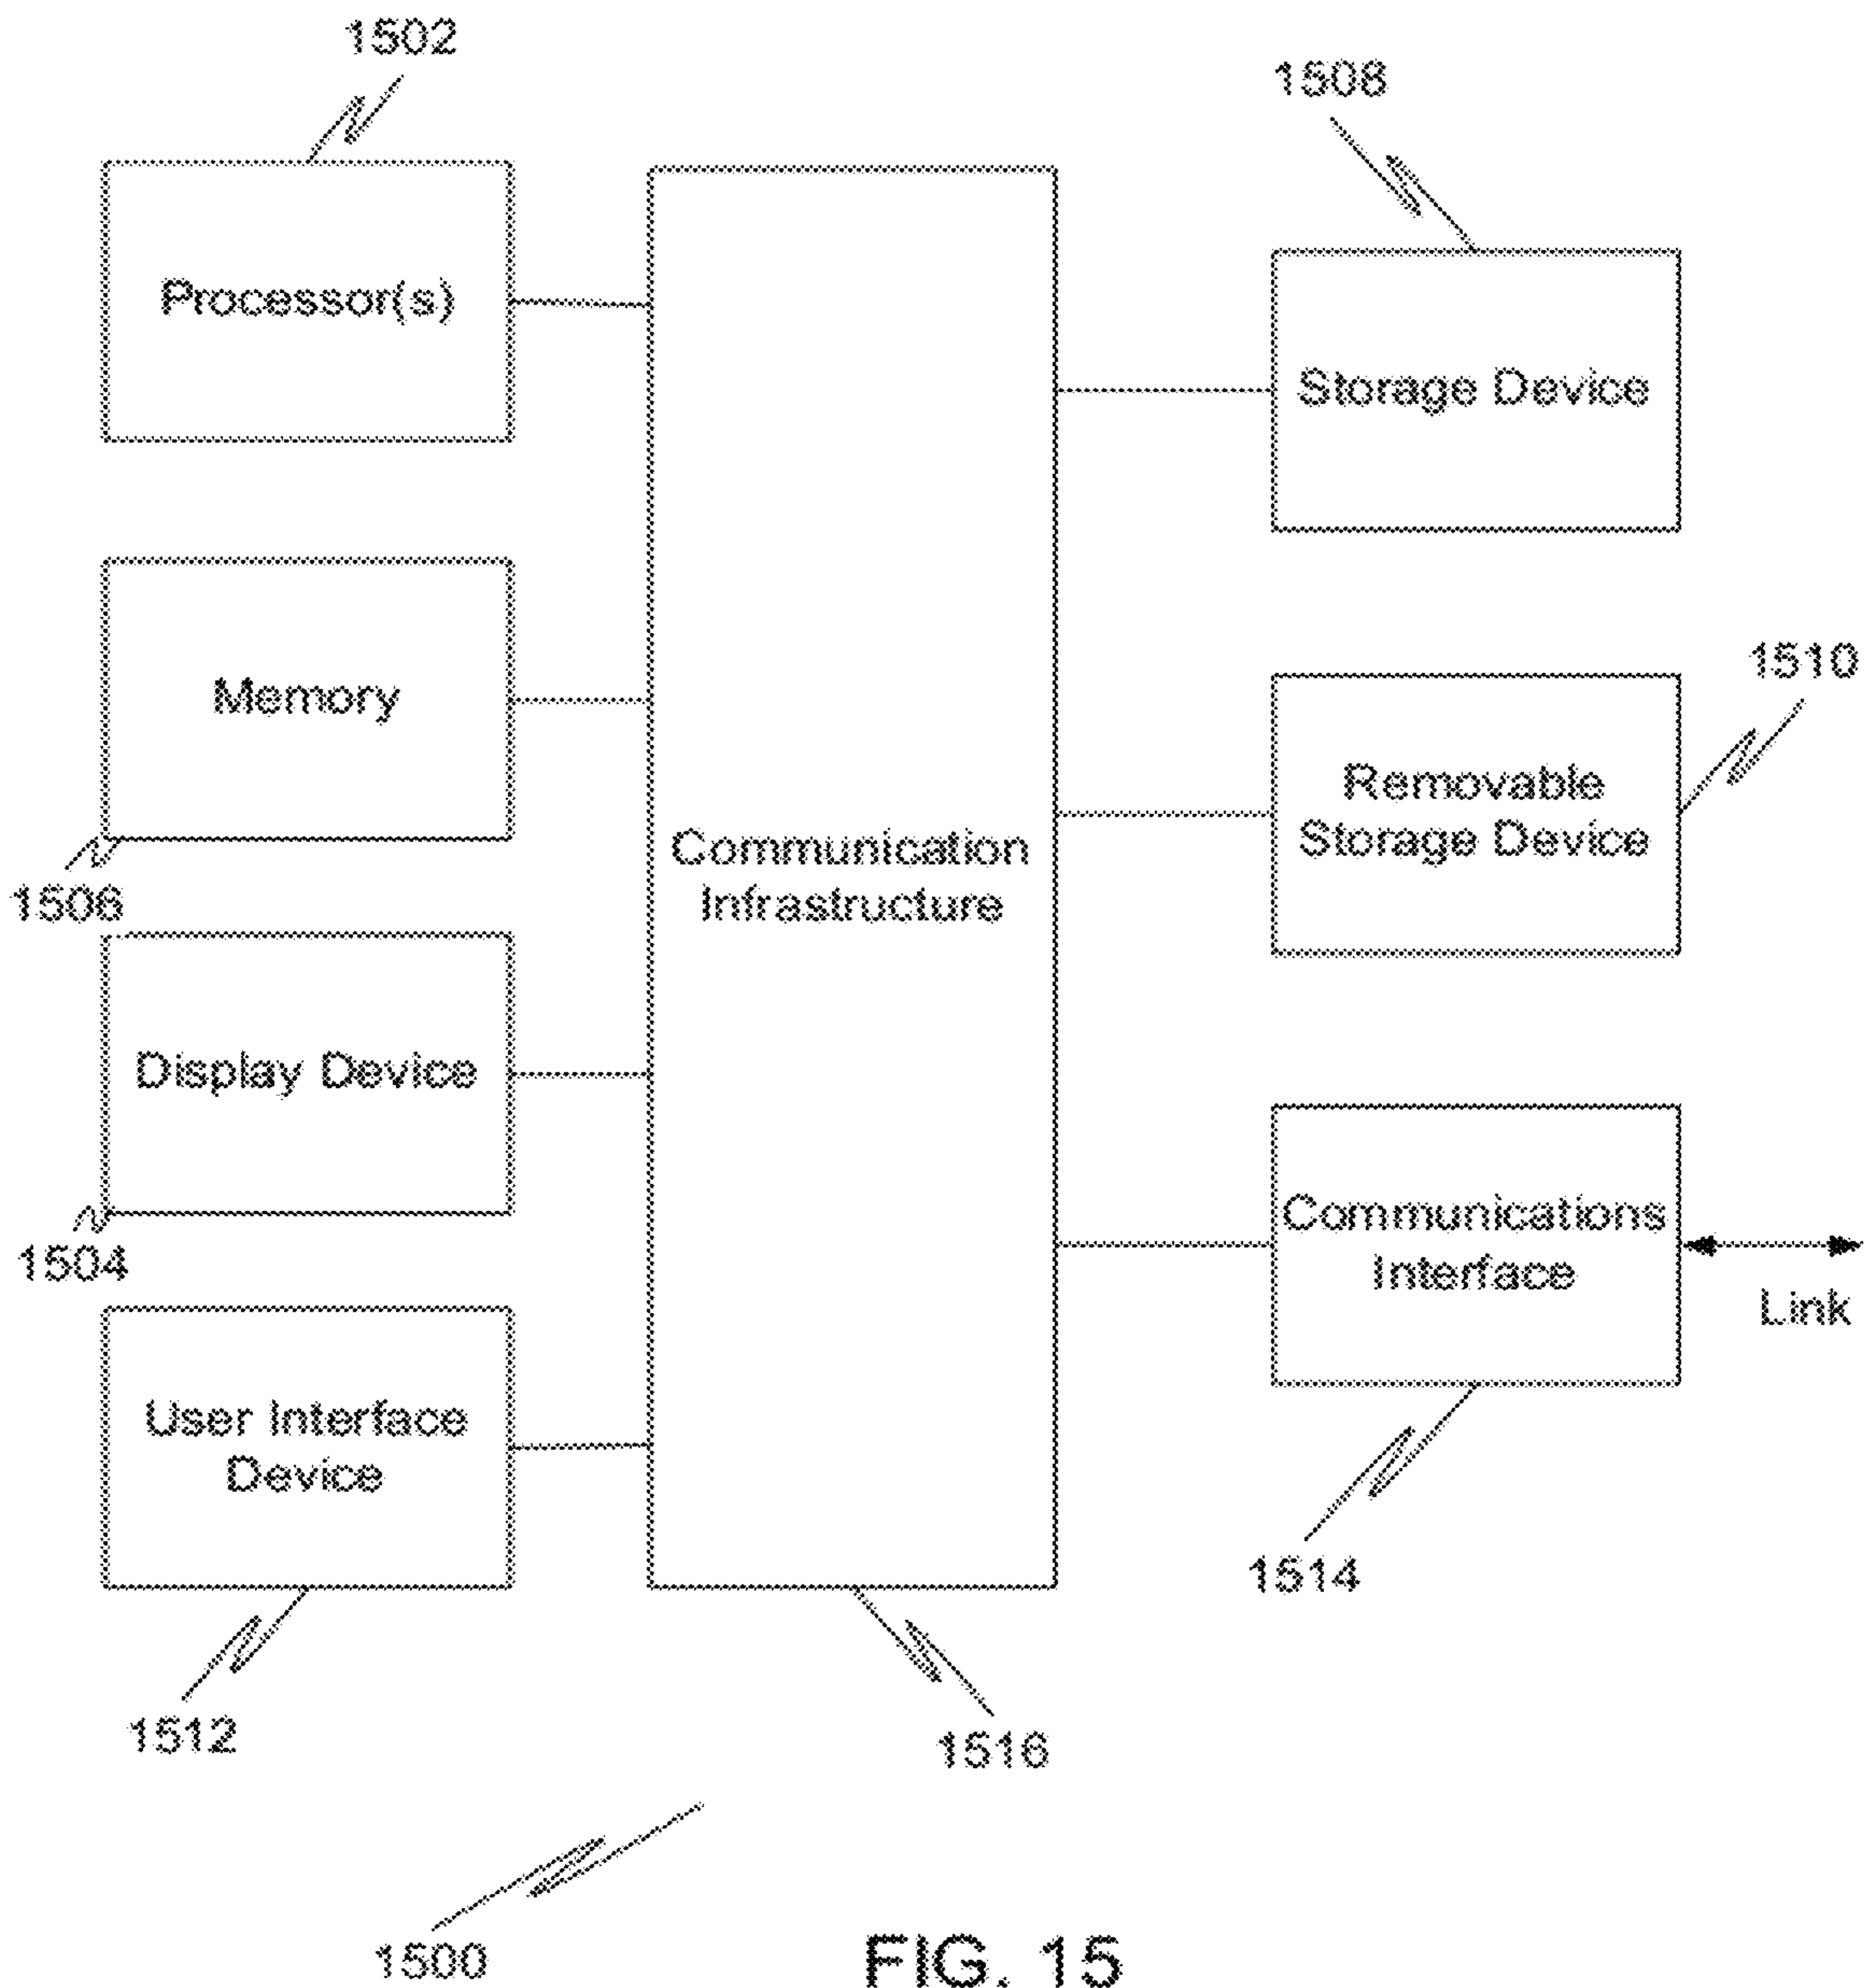 1502
1508
Processor(s)
Storage Device
1510
Memory
Removable
Storage Device
Communication
Infrastructure
1506
Display Device
Communications
Interface
Link
1504
User Interface
Device
1514
1512
1516
1500
FIG. 15